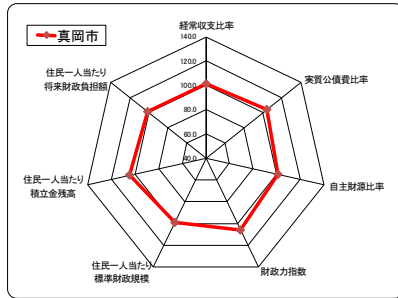 真岡市
経常収支比率
140.0
120.0
100.0
80.0
60.0
40.0
実質公債費比率
自主財源比率
財政力指数
住民一人当たり
標準財政規模
住民一人当たり
積立金残高
住民一人当たり
将来財政負担額